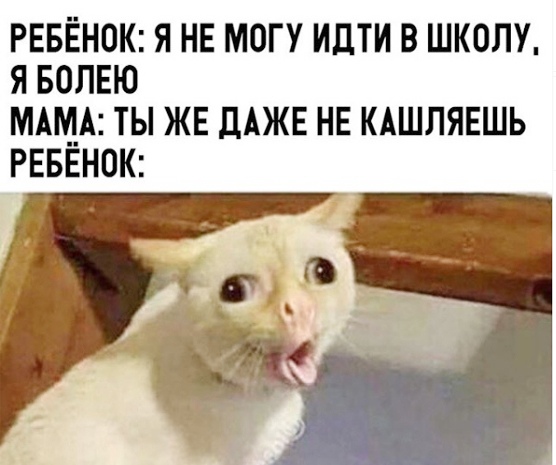 РЕБЁНОК: Я НЕ МОГУ ИДТИ В ШКОЛУ,
Я БОЛЕЮ
МАМА: ТЫ ЖЕ ДАЖЕ НЕ КАШЛЯЕШЬ
РЕБЁНОК: